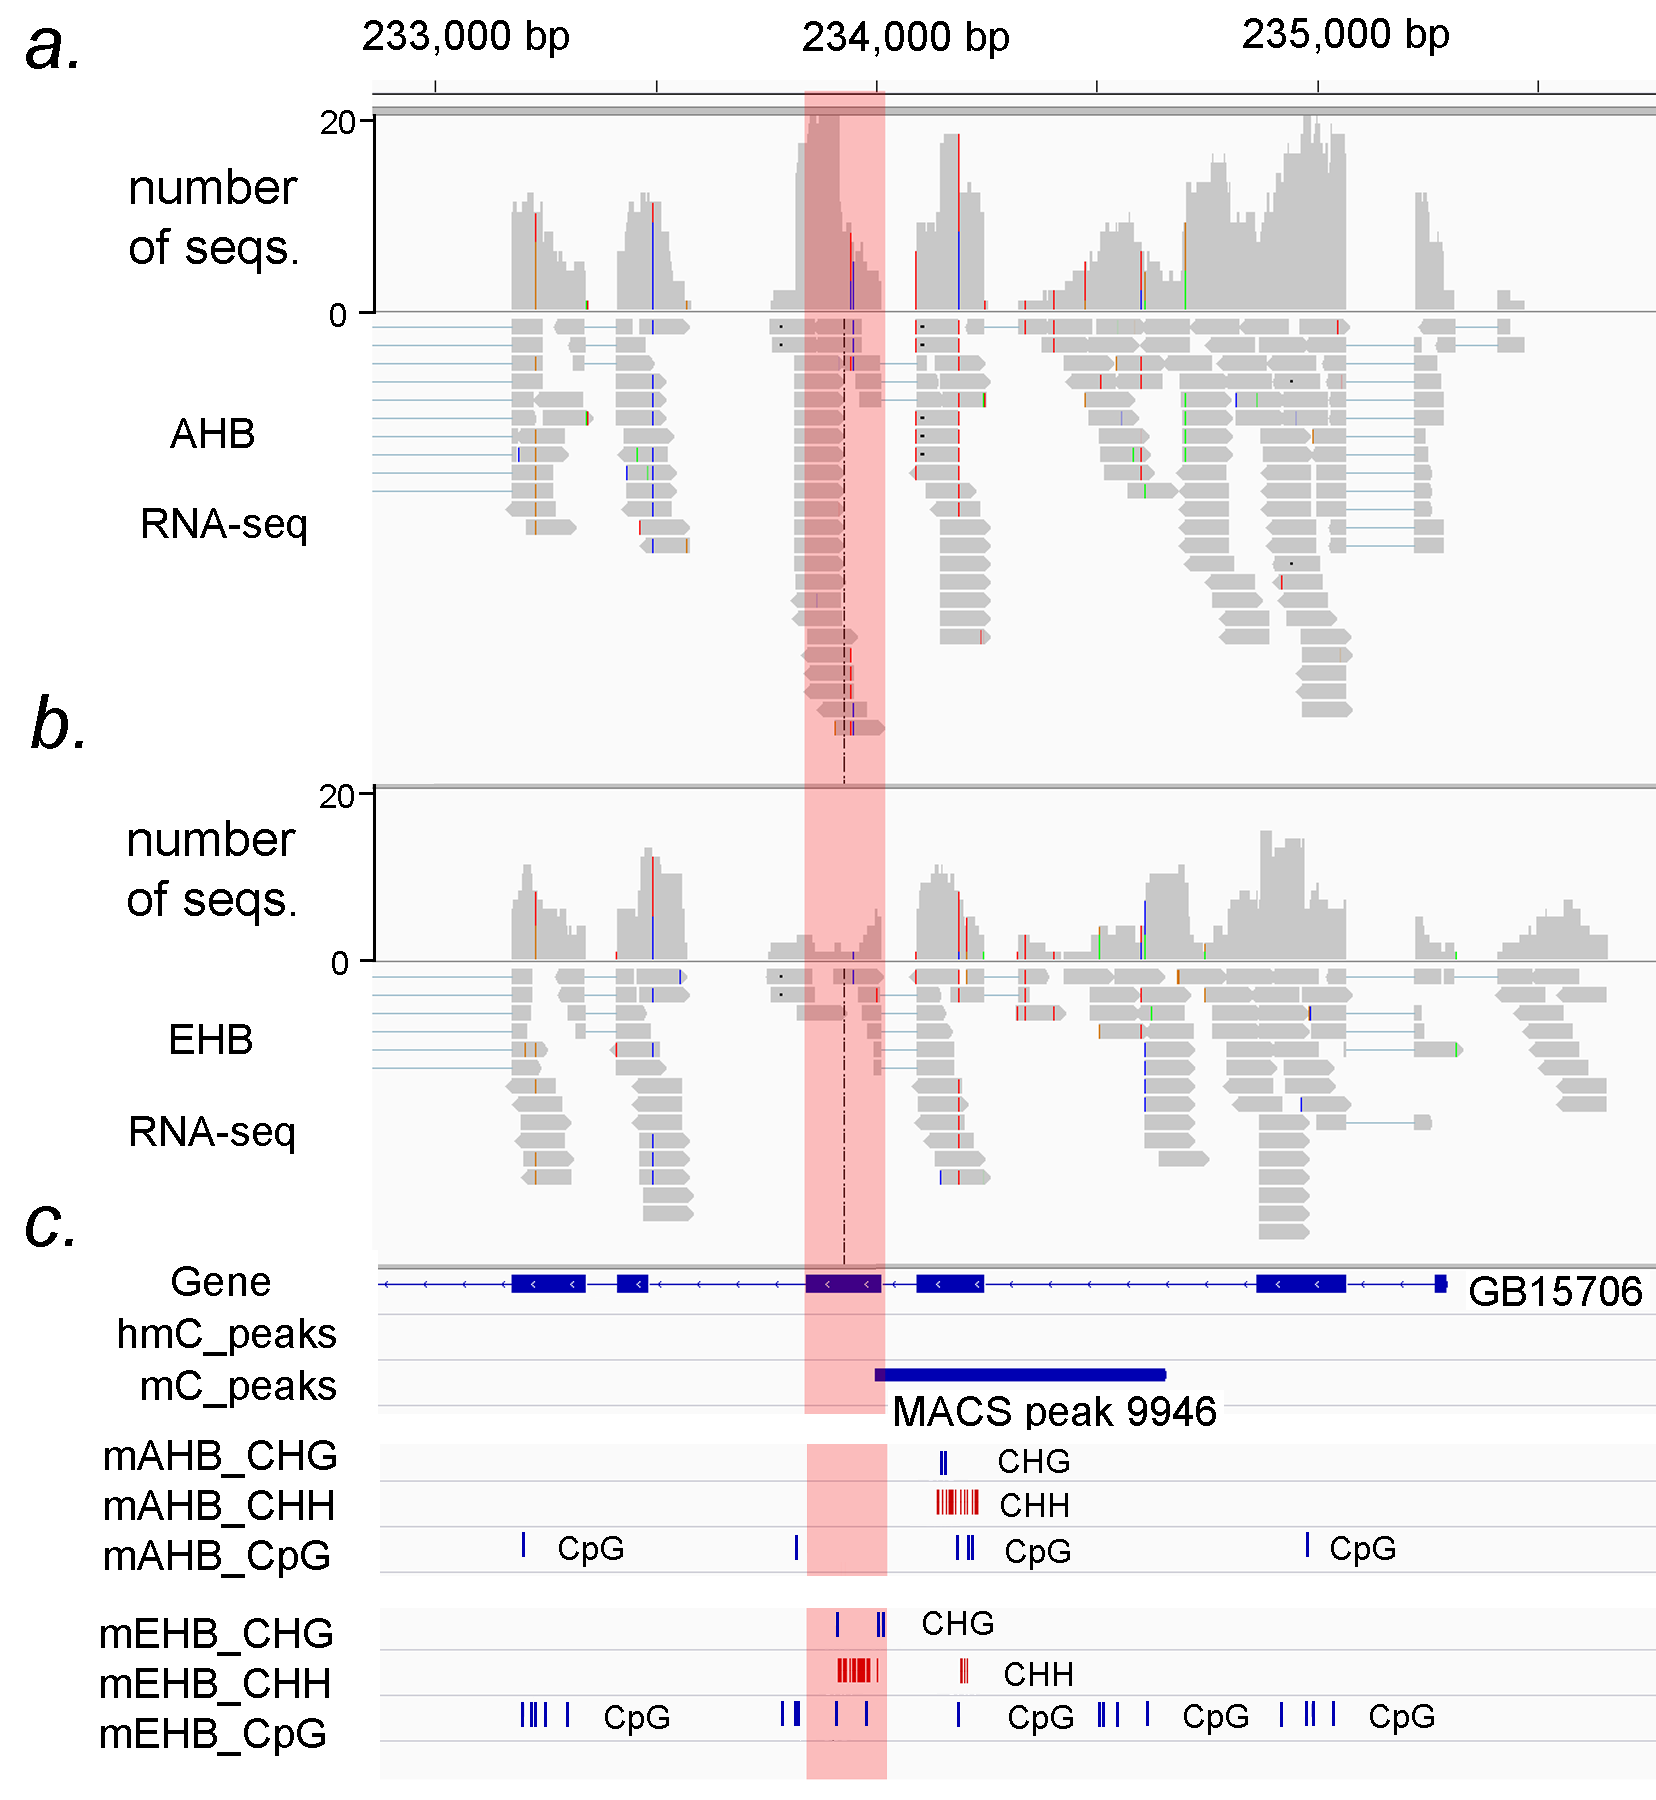 a.
233,000 bp
234,000 bp
235,000 bp
20
number
of seqs.
0
AHB
RNA-seq
b.
20
number
of seqs.
0
EHB
RNA-seq
c.
Gene
GB15706
hmC_peaks
mC_peaks
MACS peak 9946
mAHB_CHG
CHG
mAHB_CHH
CHH
mAHB_CpG
CpG
CpG
CpG
mEHB_CHG
CHG
mEHB_CHH
CHH
mEHB_CpG
CpG
CpG
CpG
CpG